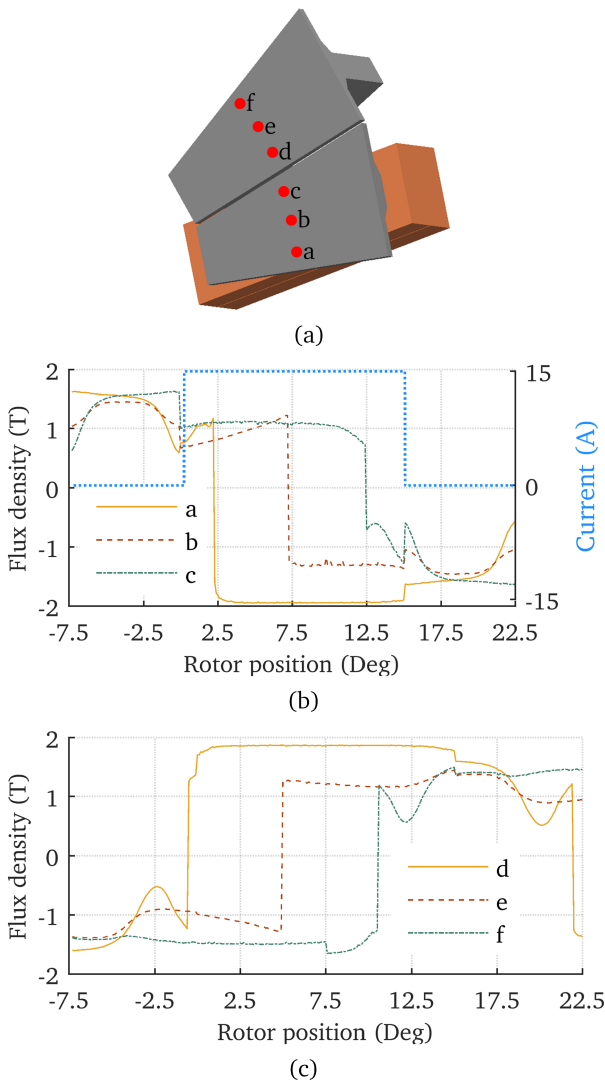 f
e
d
c
b
a
(a)
2
1
0
-1
-2
Flux density (T)
15
0
-15
Current (A)
a
b
c
-7.5 -2.5 2.5 7.5 12.5 17.5 22.5
Rotor position (Deg)
(b)
2
1
0
-1
-2
Flux density (T)
d
e
f
-7.5 -2.5 2.5 7.5 12.5 17.5 22.5
Rotor position (Deg)
(c)